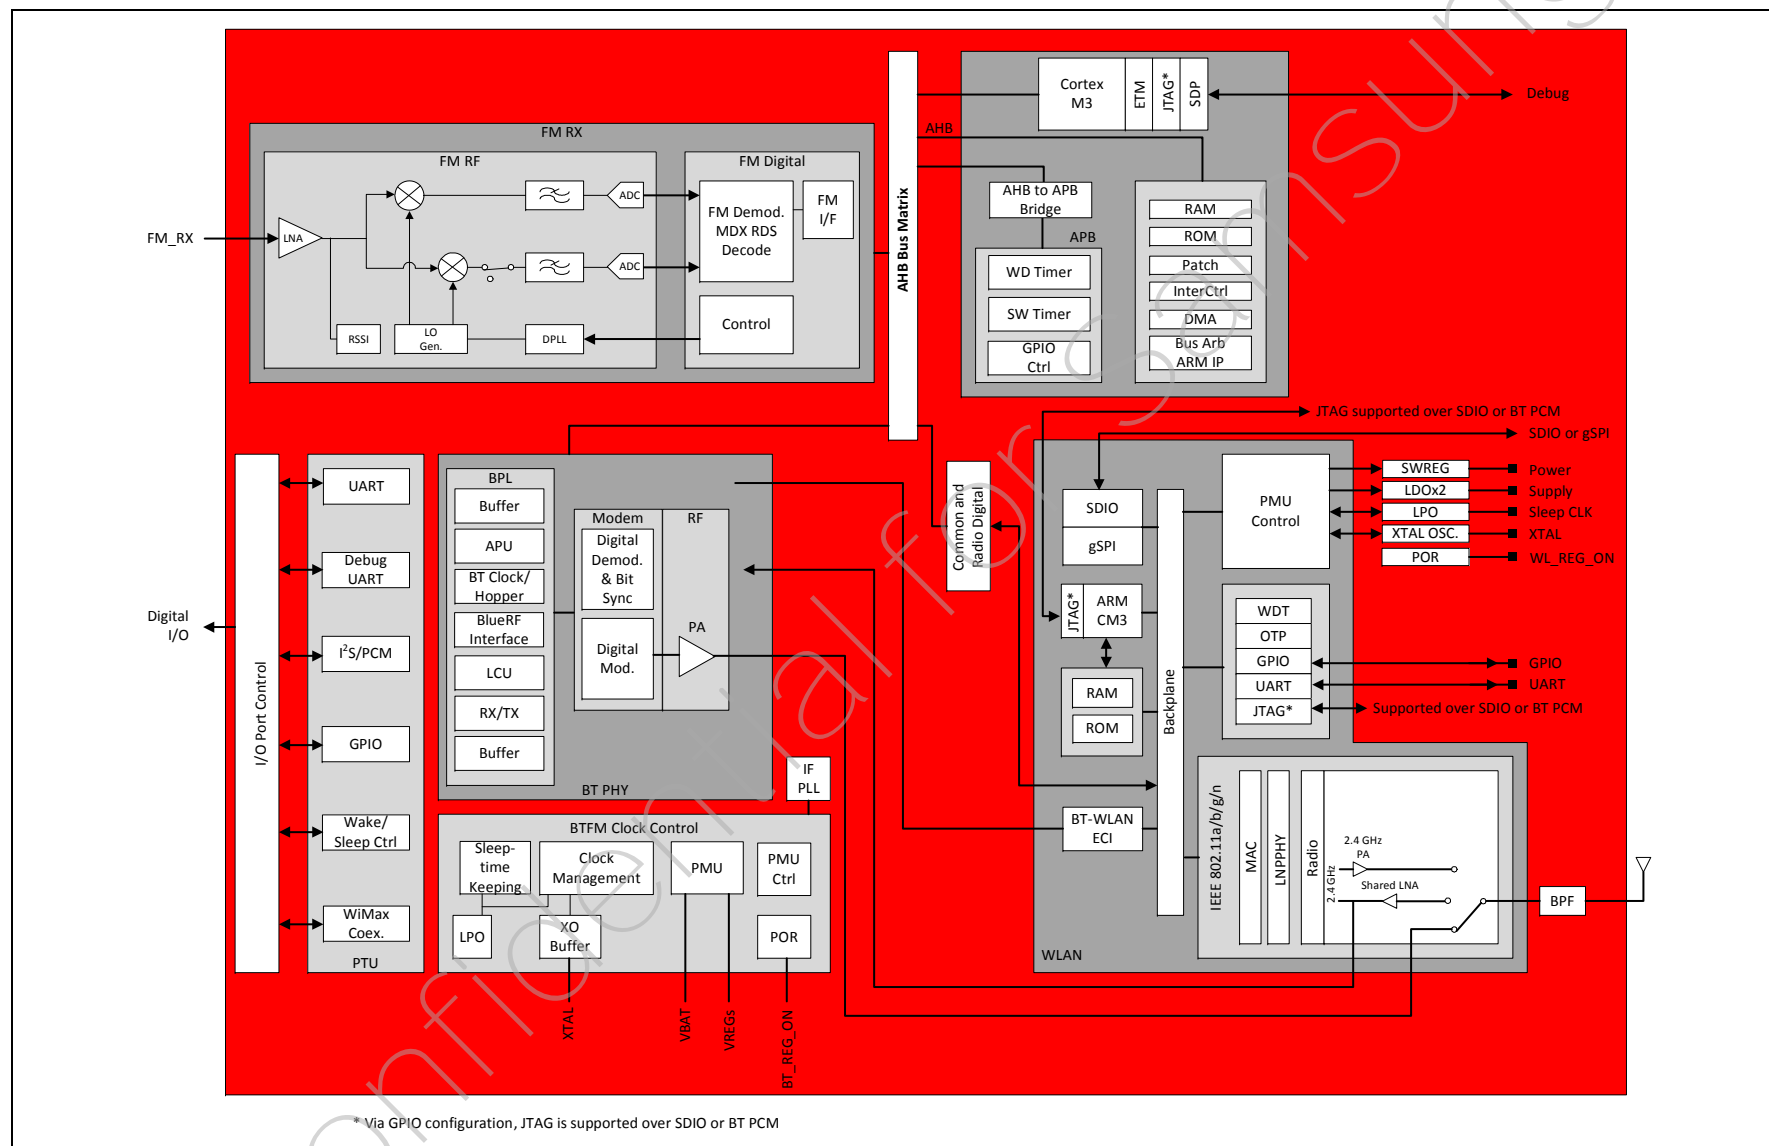 Cortex
M3
ETM
JTAG*
SDP
Debug
FM RX
AHB
FM RF
FM Digital
AHB Bus Matrix
ADC
FM Demod.
MDX RDS
Decode
FM
I/F
AHB to APB
Bridge
RAM
FM_RX
LNA
APB
ROM
ADC
WD Timer
Patch
InterCtrl
SW Timer
DMA
RSSI
LO
Gen.
DPLL
Control
GPIO
Ctrl
Bus Arb
ARM IP
JTAG supported over SDIO or BT PCM
SDIO or gSPI
I/O Port Control
UART
BPL
Buffer
Modem
RF
Common and
Radio Digital
SDIO
gSPI
PMU
Control
SWREG
Power
LDOx2
Supply
LPO
Sleep CLK
XTAL OSC.
XTAL
POR
WL_REG_ON
APU
Digital
Demod.
& Bit
Sync
Debug
UART
BT Clock/
Hopper
JTAG*
ARM
CM3
WDT
OTP
Digital
I/O
BlueRF
Interface
PA
I²S/PCM
Digital
Mod.
LCU
GPIO
GPIO
RAM
UART
UART
RX/TX
Backplane
JTAG*
Supported over SDIO or BT PCM
ROM
GPIO
Buffer
BT PHY
IF
PLL
BTFM Clock Control
Wake/
Sleep Ctrl
Sleep-
time
Keeping
Clock
Management
PMU
PMU
Ctrl
BT-WLAN
ECI
IEEE 802.11a/b/g/n
MAC
LNPPHY
Radio
2.4 GHz
PA
2.4 GHz
Shared LNA
BPF
WiMax
Coex.
LPO
XO
Buffer
POR
PTU
WLAN
XTAL
VBAT
VREGs
BT_REG_ON
* Via GPIO configuration, JTAG is supported over SDIO or BT PCM
onfidential for Samsung